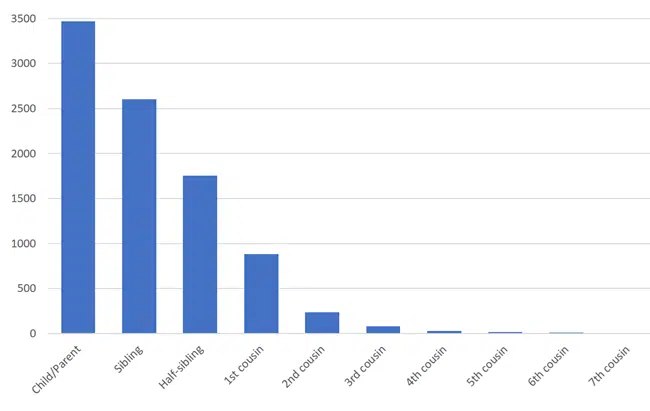 3500
3000
2500
2000
1500
1000
500
0
Child/Parent
Sibling
Half-sibling
1st cousin
2nd cousin
3rd cousin
4th cousin
5th cousin
6th cousin
7th cousin